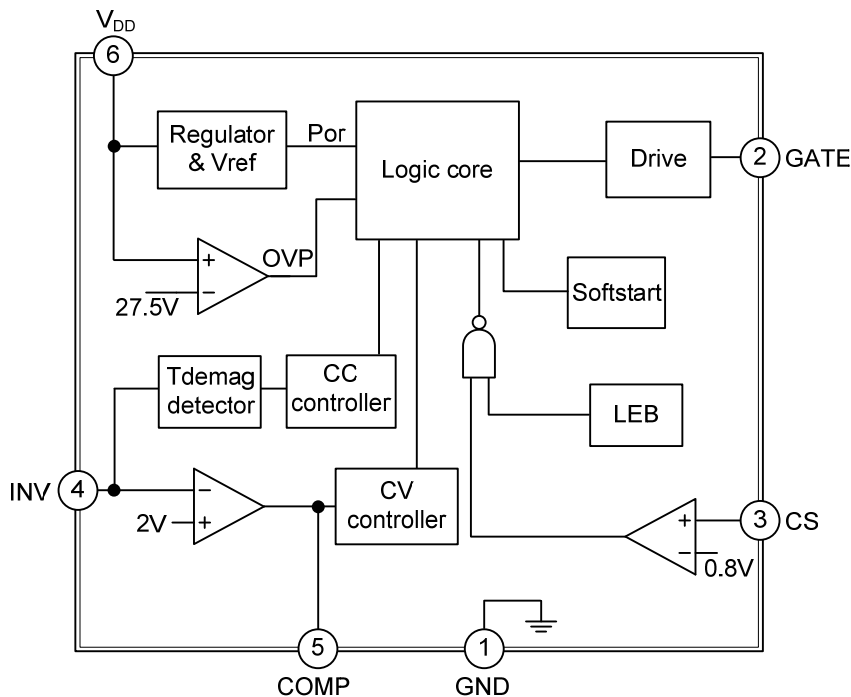 V_DD
6
Regulator
& Vref
Por
Logic core
Drive
2
GATE
+
OVP
−
27.5V
Softstart
Tdemag
detector
CC
controller
LEB
INV
4
−
2V
+
CV
controller
+
3
CS
−
0.8V
5
1
COMP
GND